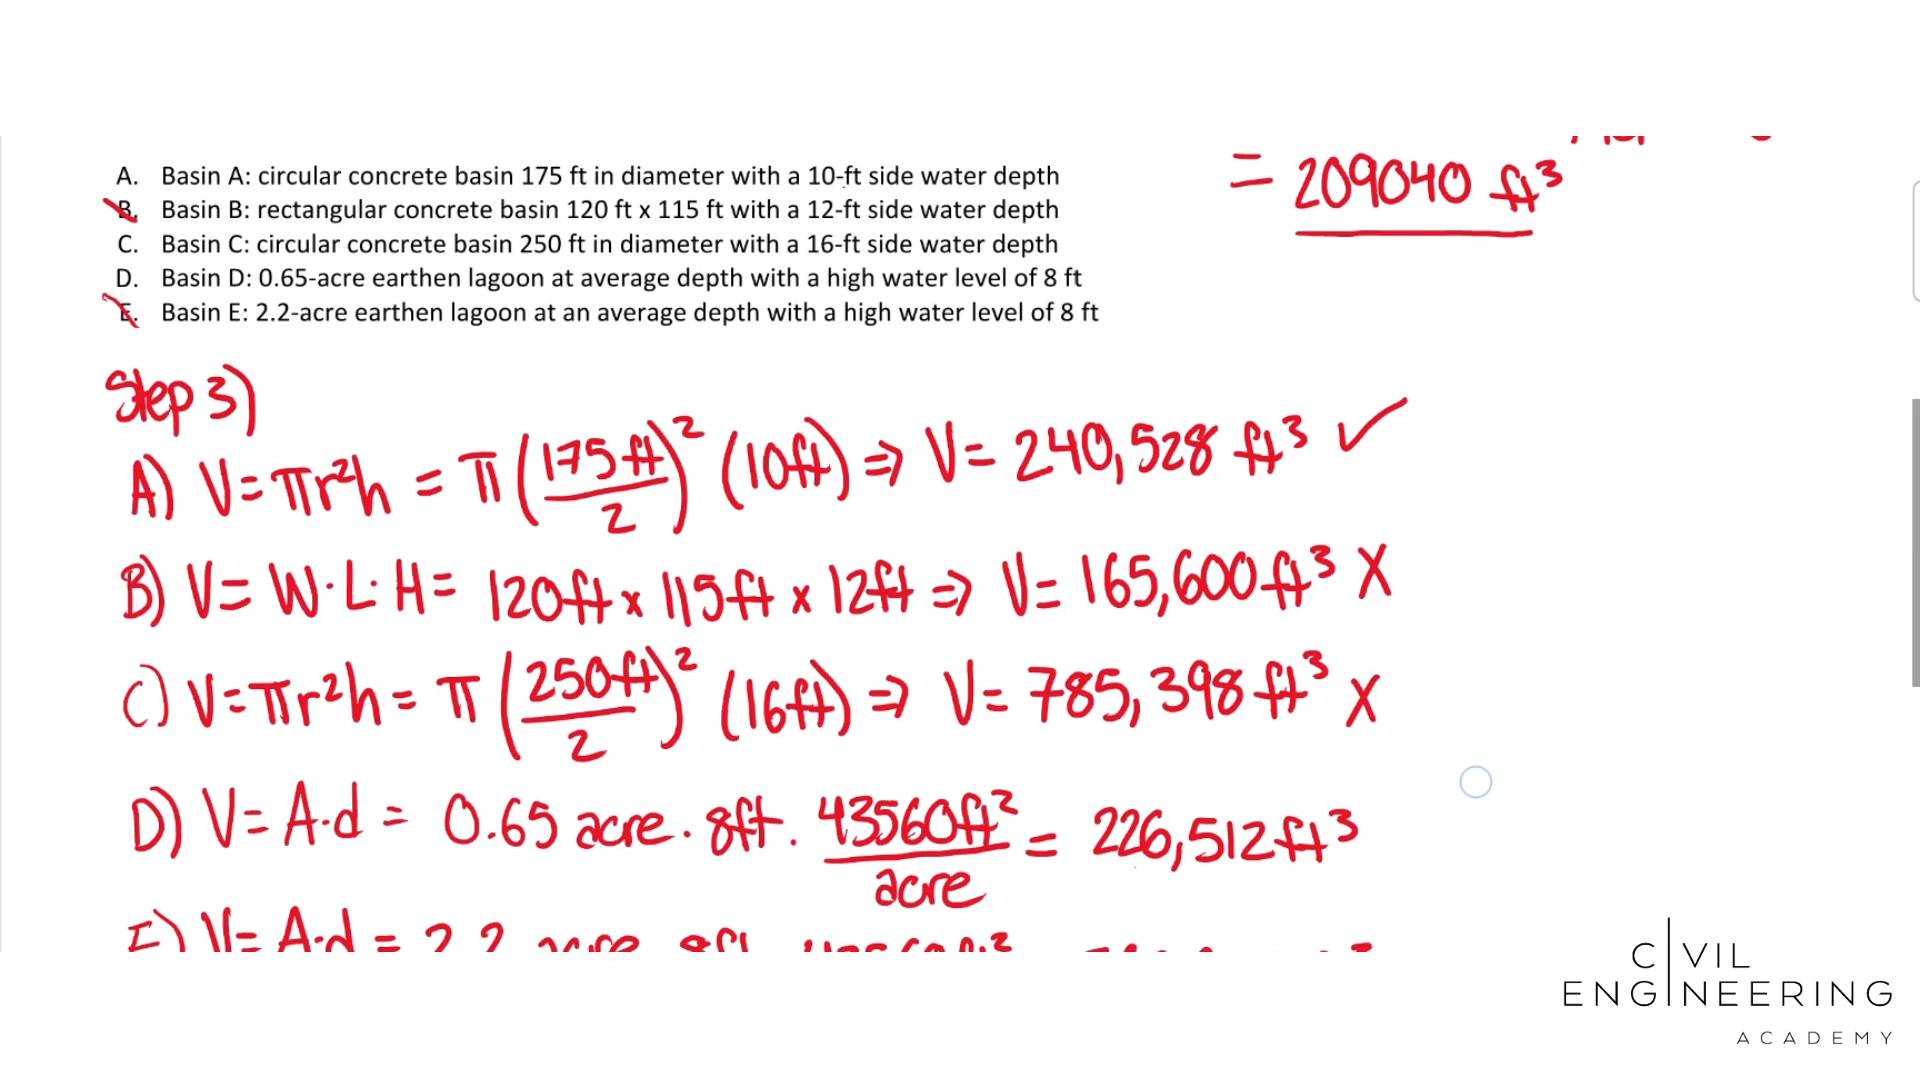 = 209040 ft³
A. Basin A: circular concrete basin 175 ft in diameter with a 10-ft side water depth
B. Basin B: rectangular concrete basin 120 ft x 115 ft with a 12-ft side water depth
C. Basin C: circular concrete basin 250 ft in diameter with a 16-ft side water depth
D. Basin D: 0.65-acre earthen lagoon at average depth with a high water level of 8 ft
E. Basin E: 2.2-acre earthen lagoon at an average depth with a high water level of 8 ft
Step 3)
A) V = πr²h = π (175 ft / 2)² (10ft) ⇒ V = 240,528 ft³ ✓
B) V = W·L·H = 120ft x 115ft x 12ft ⇒ V = 165,600 ft³ X
C) V = πr²h = π (250ft / 2)² (16ft) ⇒ V = 785,398 ft³ X
D) V = A·d = 0.65 acre · 8ft · 43560ft² / acre = 226,512 ft³
E) V = A·d = 2.2 acre
CIVIL
ENGINEERING
ACADEMY